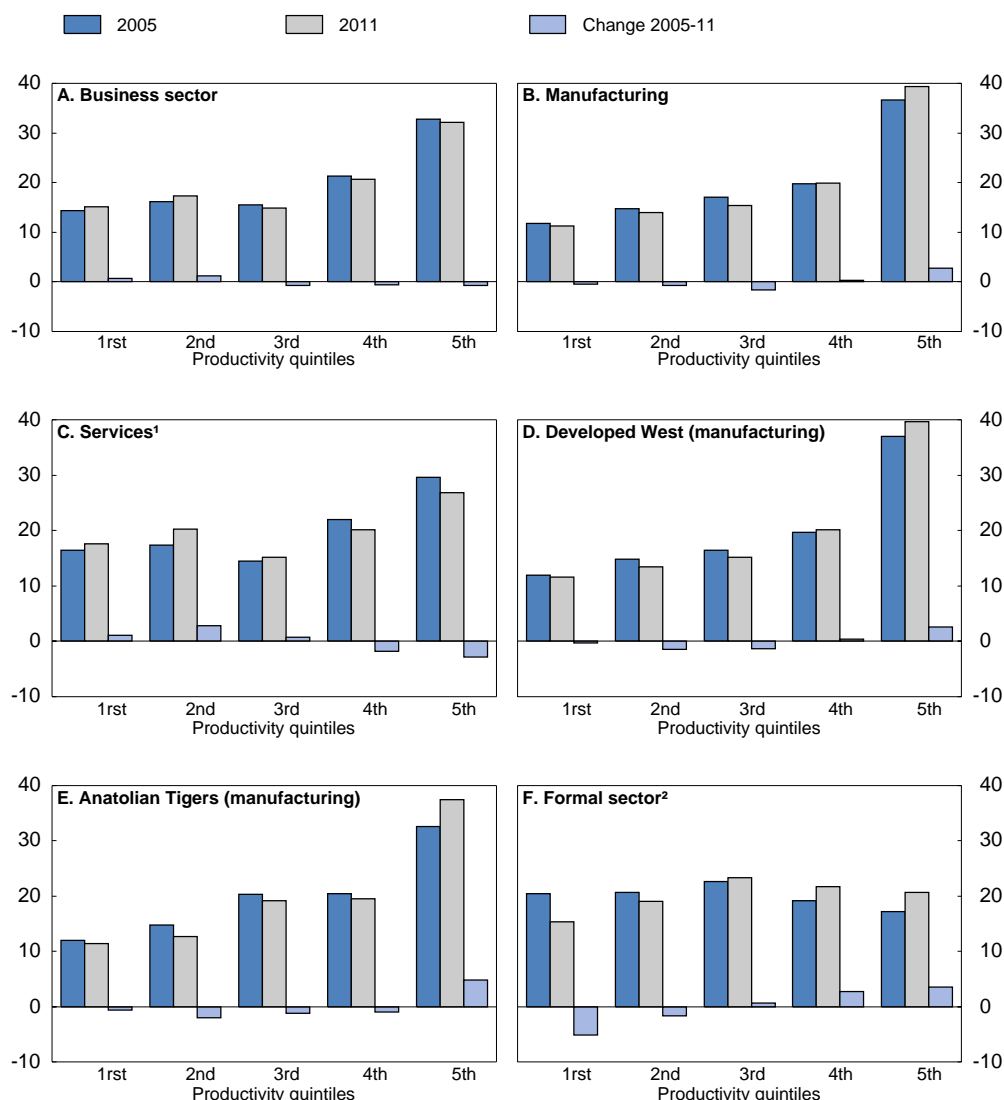 2005 2011 Change 2005-11
A. Business sector
40
30
20
10
0
-10
1rst 2nd 3rd 4th 5th
Productivity quintiles
B. Manufacturing
40
30
20
10
0
-10
1rst 2nd 3rd 4th 5th
Productivity quintiles
C. Services¹
40
30
20
10
0
-10
1rst 2nd 3rd 4th 5th
Productivity quintiles
D. Developed West (manufacturing)
40
30
20
10
0
-10
1rst 2nd 3rd 4th 5th
Productivity quintiles
E. Anatolian Tigers (manufacturing)
40
30
20
10
0
-10
1rst 2nd 3rd 4th 5th
Productivity quintiles
F. Formal sector²
40
30
20
10
0
-10
1rst 2nd 3rd 4th 5th
Productivity quintiles